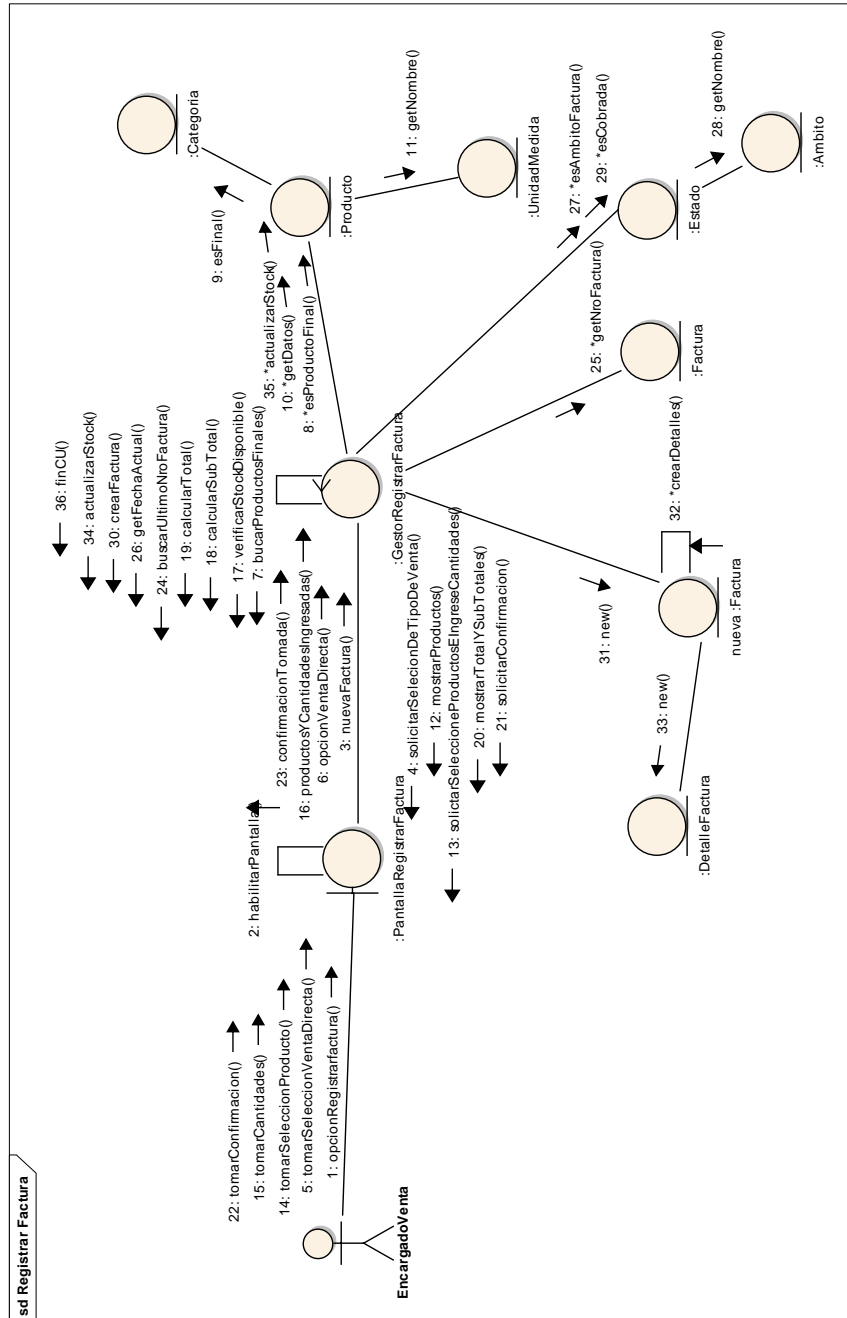 sd Registrar Factura
EncargadoVenta
22: tomarConfirmacion()
15: tomarCantidades()
14: tomarSeleccionProducto()
5: tomarSeleccionVentaDirecta()
1: opcionRegistrarfactura()
2: habilitarPantalla()
:PantallaRegistrarFactura
23: confirmacionTomada()
16: productosYCantidadesIngresadas()
6: opcionVentaDirecta()
3: nuevaFactura()
4: solicitarSelecionDeTipoDeVenta()
12: mostrarProductos()
13: solictarSeleccioneProductosEIngreseCantidades()
20: mostrarTotalYSubTotales()
21: solicitarConfirmacion()
36: finCU()
34: actualizarStock()
30: crearFactura()
26: getFechaActual()
24: buscarUltimoNroFactura()
19: calcularTotal()
18: calcularSubTotal()
17: verificarStockDisponible()
7: bucarProductosFinales()
:GestorRegistrarFactura
35: *actualizarStock()
10: *getDatos()
8: *esProductoFinal()
9: esFinal()
:Categoria
:Producto
11: getNombre()
:UnidadMedida
27: *esAmbitoFactura()
29: *esCobrada()
28: getNombre()
:Estado
:Ambito
25: *getNroFactura()
:Factura
31: new()
32: *crearDetalles()
nueva :Factura
33: new()
:DetalleFactura